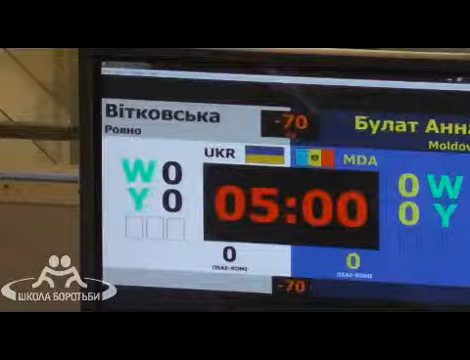 Вітковська
Ровно
-70
Булат Анна
Moldov
UKR
MDA
W 0
Y 0
05:00
0 W
0 Y
0
0
-70
ШКОЛА БОРОТЬБИ